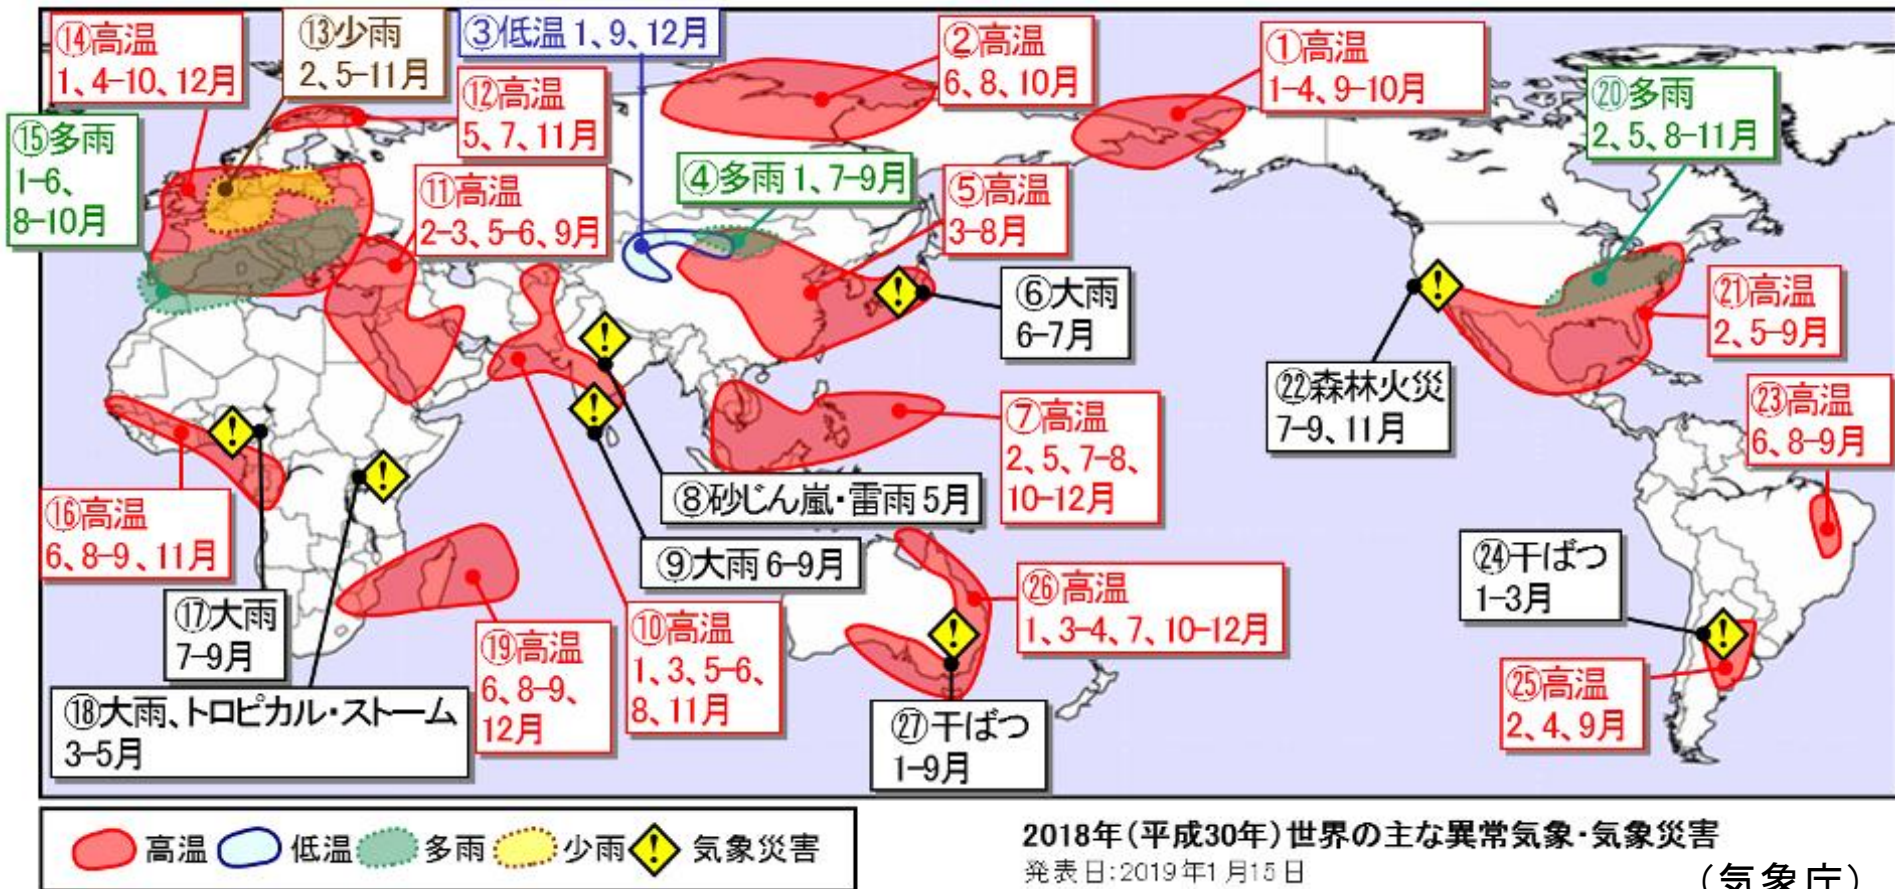 ⑭高温
1、4-10、12月
⑬少雨
2、5-11月
③低温 1、9、12月
②高温
6、8、10月
①高温
1-4、9-10月
⑳多雨
2、5、8-11月
⑫高温
5、7、11月
⑮多雨
1-6、
8-10月
⑪高温
2-3、5-6、9月
④多雨 1、7-9月
⑤高温
3-8月
⑥大雨
6-7月
㉑高温
2、5-9月
㉒森林火災
7-9、11月
㉓高温
6、8-9月
⑦高温
2、5、7-8、
10-12月
⑧砂じん嵐・雷雨 5月
⑨大雨 6-9月
⑯高温
6、8-9、11月
⑰大雨
7-9月
⑱大雨、トロピカル・ストーム
3-5月
⑲高温
6、8-9、
12月
⑩高温
1、3、5-6、
8、11月
㉖高温
1、3-4、7、10-12月
㉗干ばつ
1-9月
㉔干ばつ
1-3月
㉕高温
2、4、9月
高温 低温 多雨 少雨 気象災害
2018年(平成30年)世界の主な異常気象・気象災害
発表日:2019年1月15日
(気象庁)